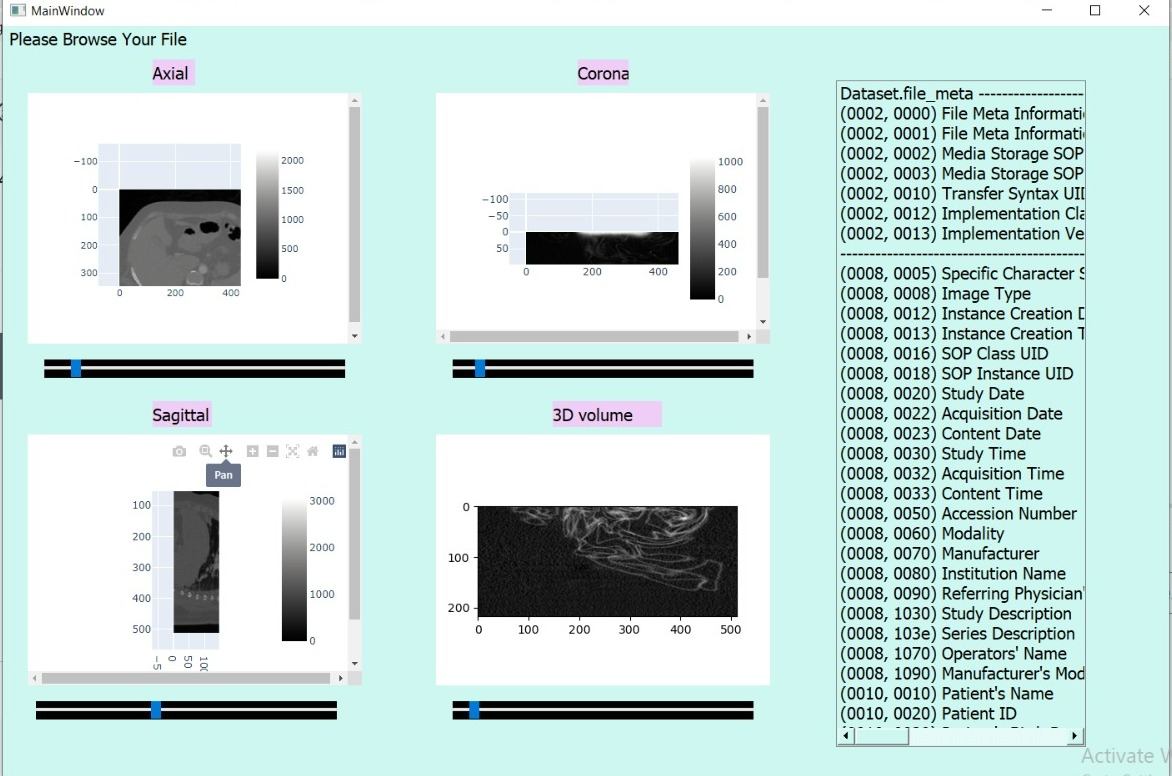 MainWindow
Please Browse Your File
Axial
−100
0
100
200
300
0 200 400
2000
1500
1000
500
0
Corona
−100
−50
0
50
0 200 400
1000
800
600
400
200
0
Sagittal
Pan
100
200
300
400
500
−5 0 50 100
3000
2000
1000
0
3D volume
0
100
200
0 100 200 300 400 500
Dataset.file_meta ------------------
(0002, 0000) File Meta Informati
(0002, 0001) File Meta Informati
(0002, 0002) Media Storage SOP
(0002, 0003) Media Storage SOP
(0002, 0010) Transfer Syntax UID
(0002, 0012) Implementation Cla
(0002, 0013) Implementation Ve
------------------------------------------
(0008, 0005) Specific Character S
(0008, 0008) Image Type
(0008, 0012) Instance Creation D
(0008, 0013) Instance Creation T
(0008, 0016) SOP Class UID
(0008, 0018) SOP Instance UID
(0008, 0020) Study Date
(0008, 0022) Acquisition Date
(0008, 0023) Content Date
(0008, 0030) Study Time
(0008, 0032) Acquisition Time
(0008, 0033) Content Time
(0008, 0050) Accession Number
(0008, 0060) Modality
(0008, 0070) Manufacturer
(0008, 0080) Institution Name
(0008, 0090) Referring Physician'
(0008, 1030) Study Description
(0008, 103e) Series Description
(0008, 1070) Operators' Name
(0008, 1090) Manufacturer's Mod
(0010, 0010) Patient's Name
(0010, 0020) Patient ID
Activate W